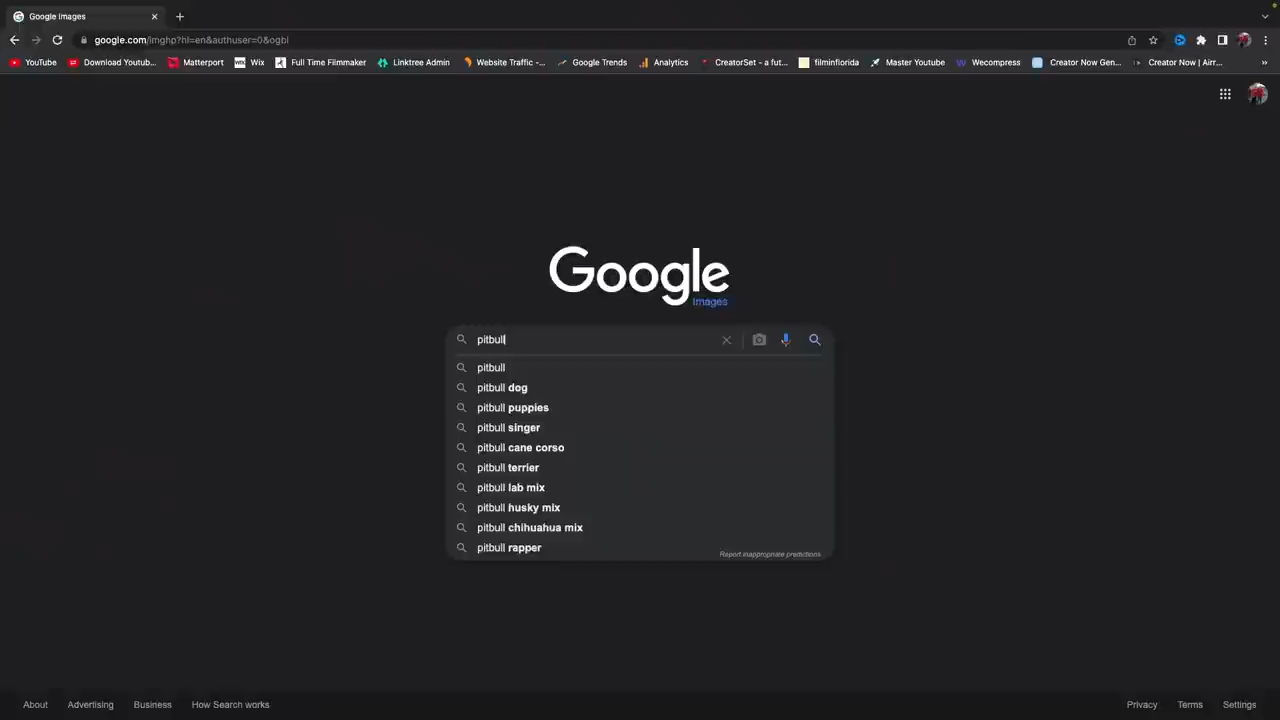 Google Images
google.com/imghp?hl=en&authuser=0&ogbl
YouTube Download Youtub... Matterport Wix Full Time Filmmaker Linktree Admin Website Traffic -... Google Trends Analytics CreatorSet - a fut... filminflorida Master Youtube Wecompress Creator Now Gen... Creator Now | Airr... »
Google
Images
pitbull
pitbull
pitbull dog
pitbull puppies
pitbull singer
pitbull cane corso
pitbull terrier
pitbull lab mix
pitbull husky mix
pitbull chihuahua mix
pitbull rapper
Report inappropriate predictions
About Advertising Business How Search works Privacy Terms Settings